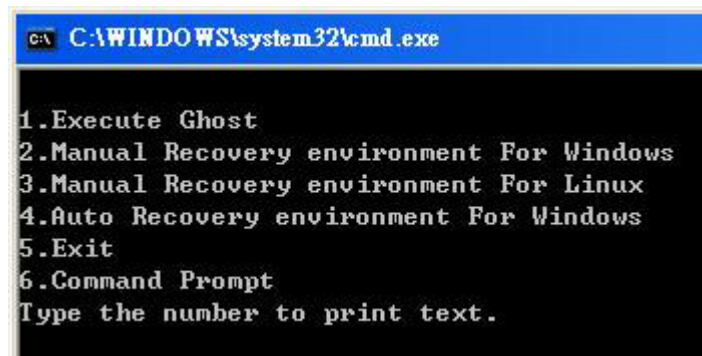 C:\WINDOWS\system32\cmd.exe
1.Execute Ghost
2.Manual Recovery environment For Windows
3.Manual Recovery environment For Linux
4.Auto Recovery environment For Windows
5.Exit
6.Command Prompt
Type the number to print text.